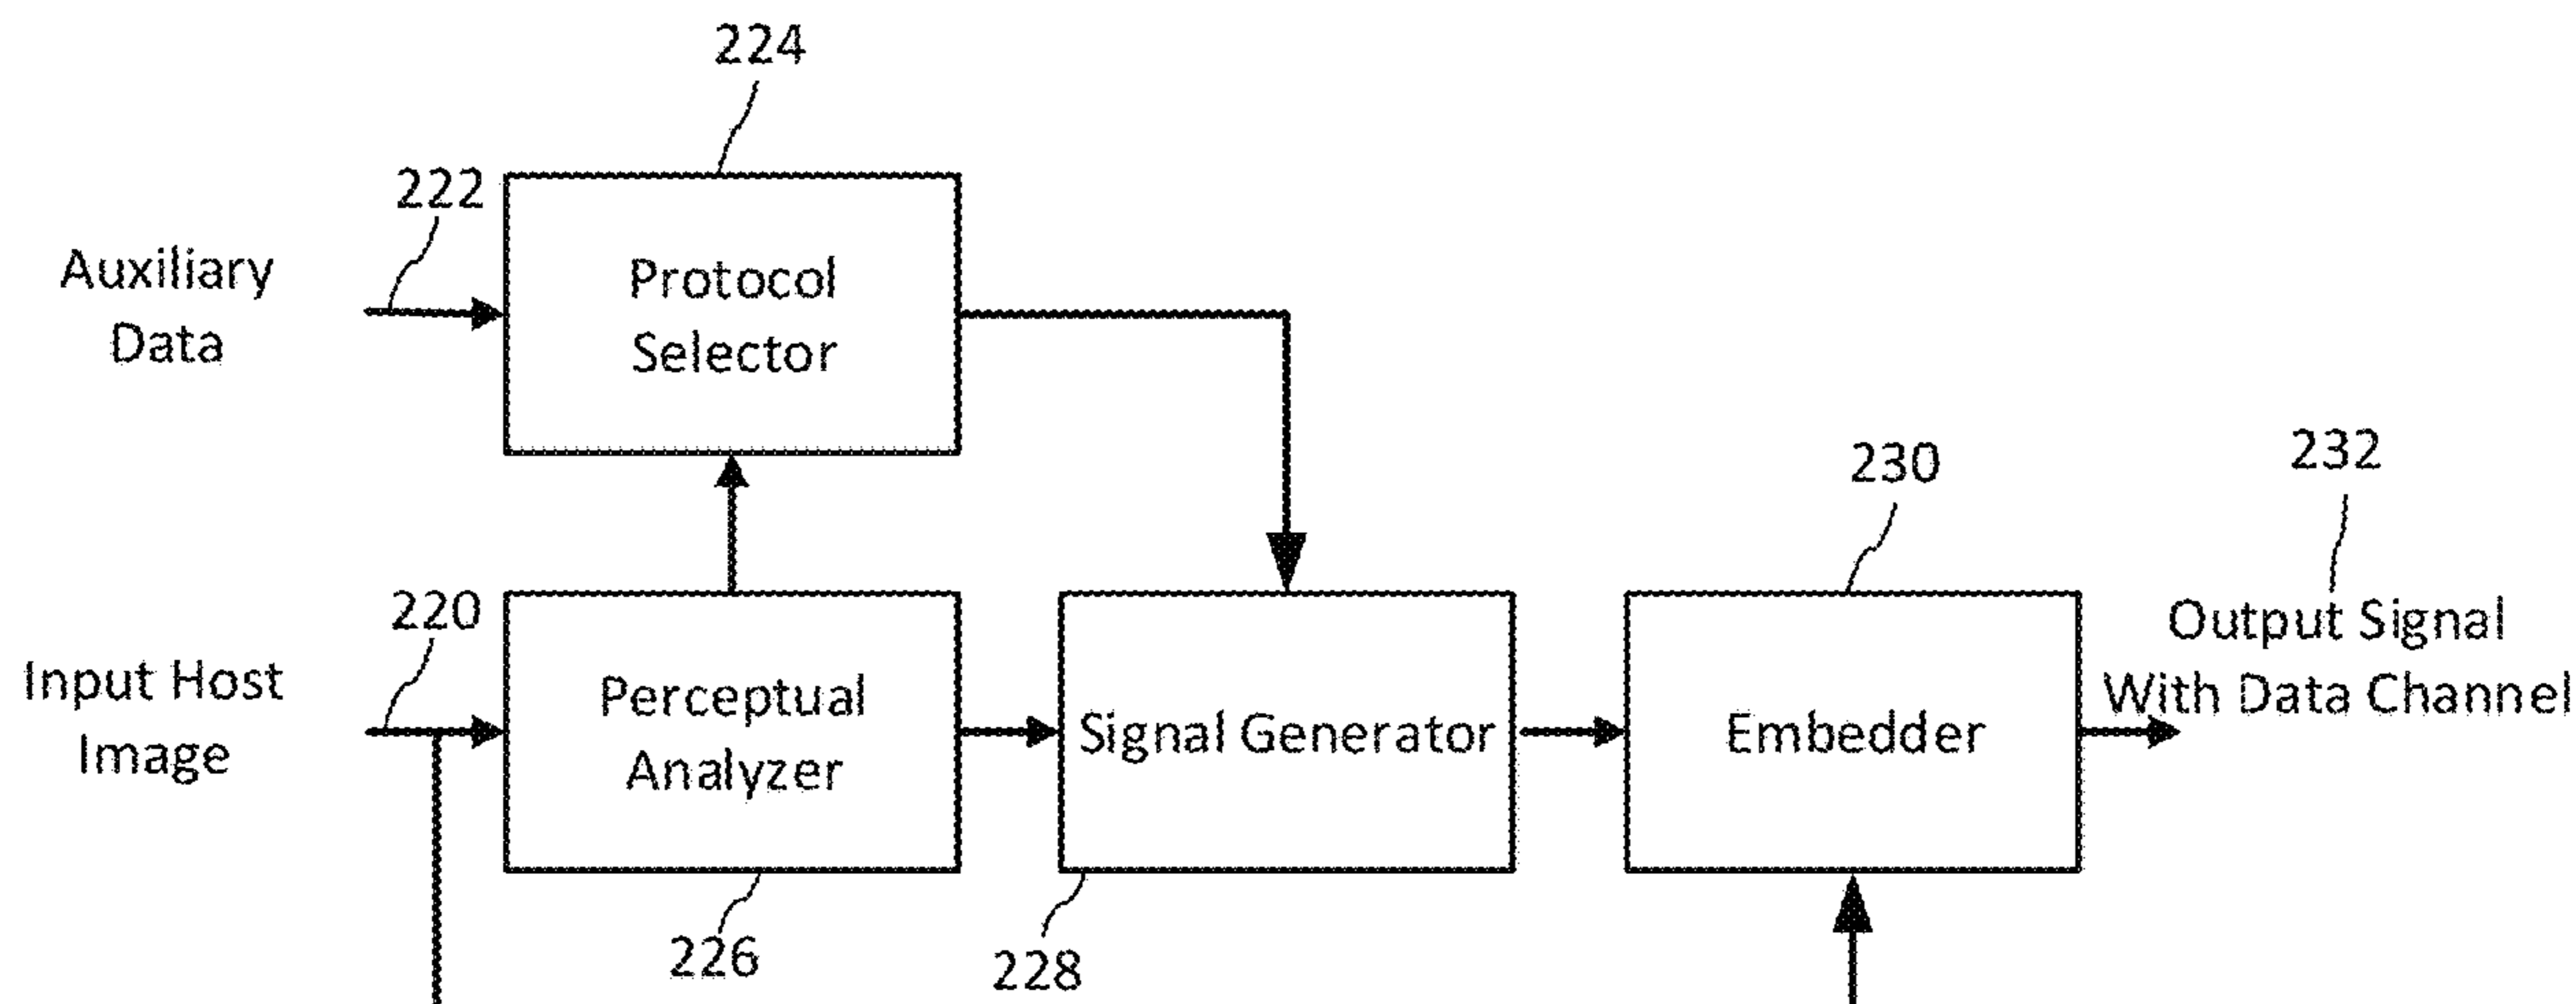 224
222
Auxiliary
Data
Protocol
Selector
230
232
220
Input Host
Image
Perceptual
Analyzer
Signal Generator
Embedder
Output Signal
With Data Channel
226
228